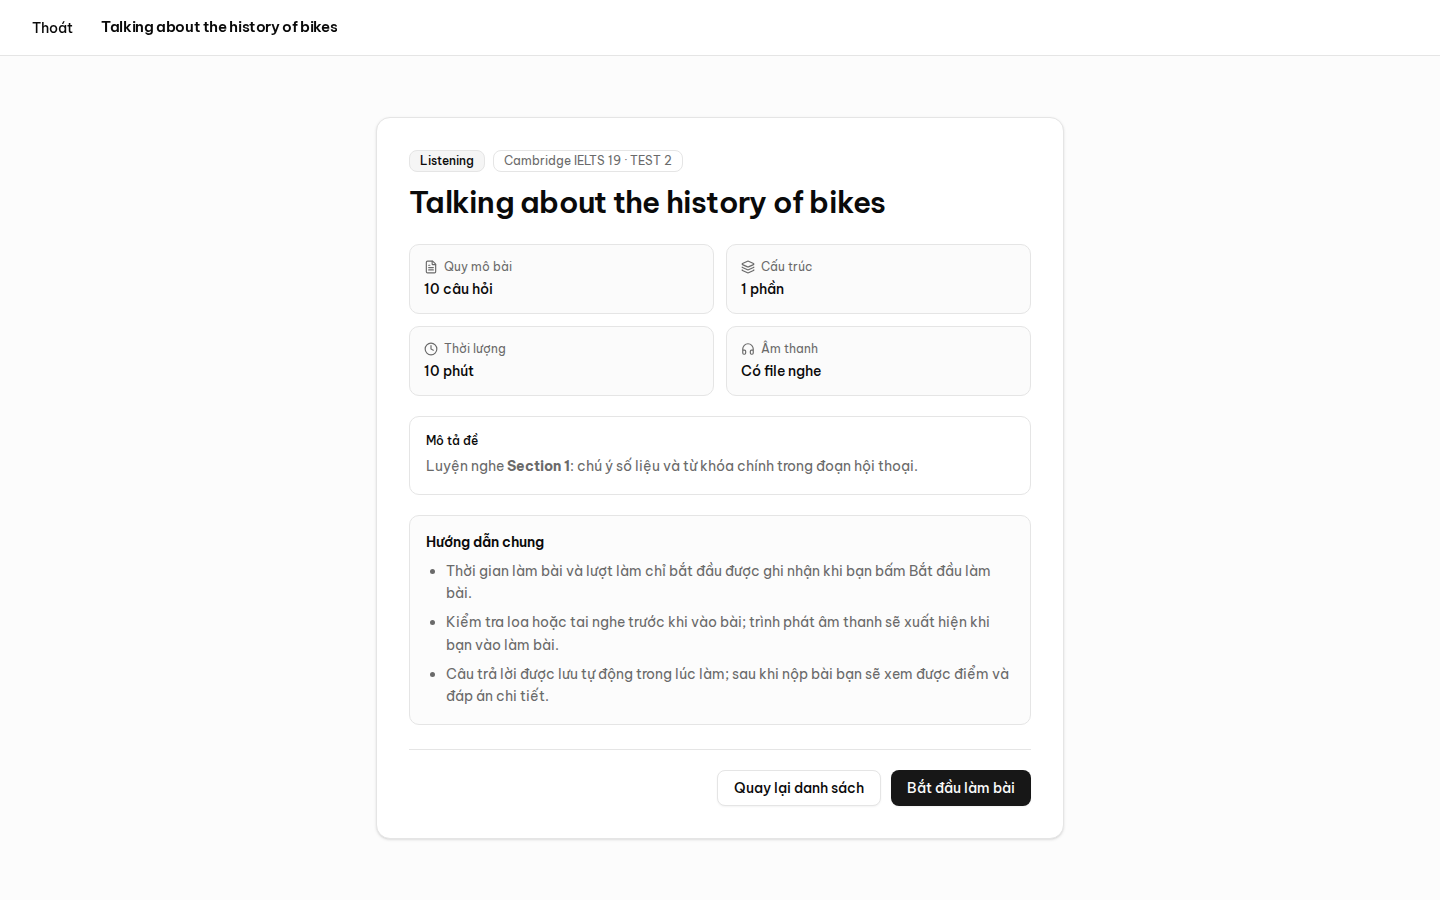 Thoát
Talking about the history of bikes
Listening
Cambridge IELTS 19 · TEST 2
Talking about the history of bikes
Quy mô bài
10 câu hỏi
Cấu trúc
1 phần
Thời lượng
10 phút
Âm thanh
Có file nghe
Mô tả đề
Luyện nghe Section 1: chú ý số liệu và từ khóa chính trong đoạn hội thoại.
Hướng dẫn chung
Thời gian làm bài và lượt làm chỉ bắt đầu được ghi nhận khi bạn bấm Bắt đầu làm
bài.
Kiểm tra loa hoặc tai nghe trước khi vào bài; trình phát âm thanh sẽ xuất hiện khi
bạn vào làm bài.
Câu trả lời được lưu tự động trong lúc làm; sau khi nộp bài bạn sẽ xem được điểm và
đáp án chi tiết.
Quay lại danh sách
Bắt đầu làm bài